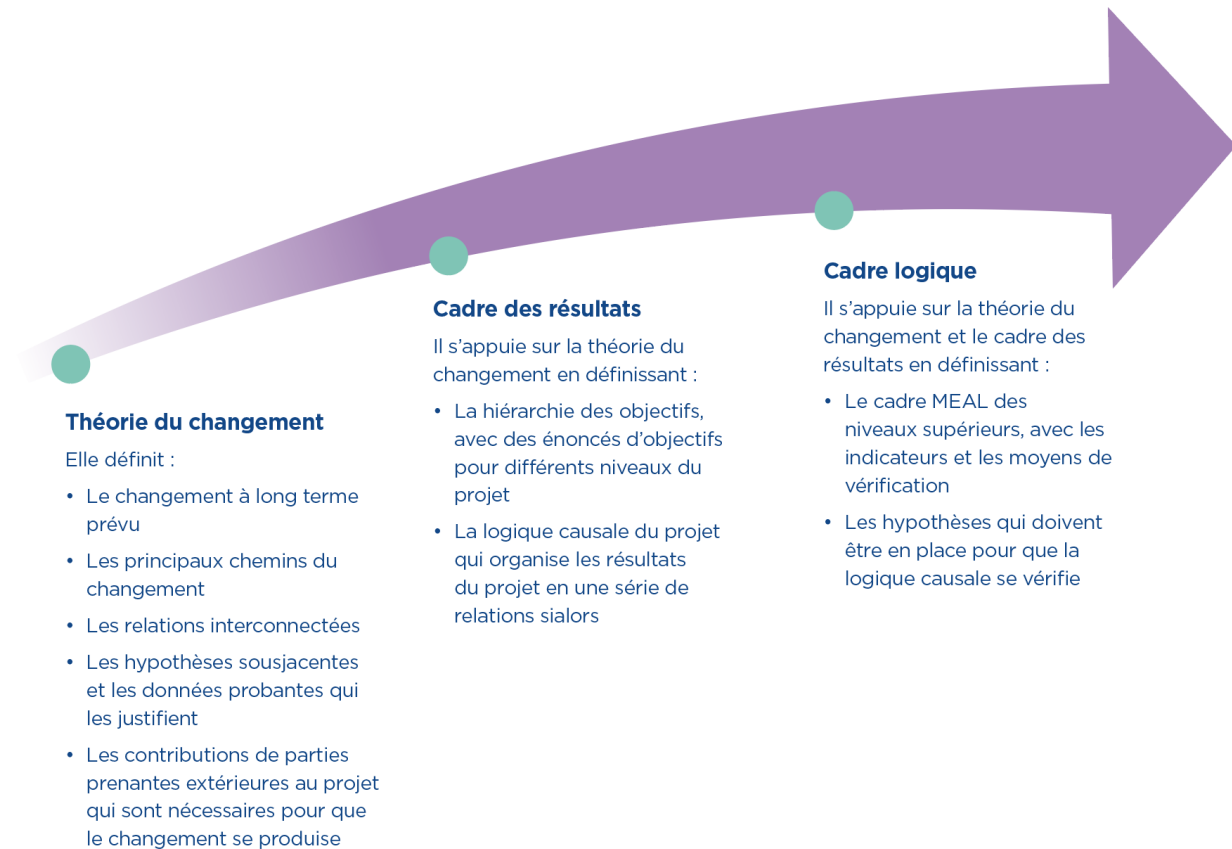 Théorie du changement
Elle définit :
• Le changement à long terme
prévu
• Les principaux chemins du
changement
• Les relations interconnectées
• Les hypothèses sousjacentes
et les données probantes qui
les justifient
• Les contributions de parties
prenantes extérieures au projet
qui sont nécessaires pour que
le changement se produise
Cadre des résultats
Il s’appuie sur la théorie du
changement en définissant :
• La hiérarchie des objectifs,
avec des énoncés d’objectifs
pour différents niveaux du
projet
• La logique causale du projet
qui organise les résultats
du projet en une série de
relations sialors
Cadre logique
Il s’appuie sur la théorie du
changement et le cadre des
résultats en définissant :
• Le cadre MEAL des
niveaux supérieurs, avec les
indicateurs et les moyens de
vérification
• Les hypothèses qui doivent
être en place pour que la
logique causale se vérifie